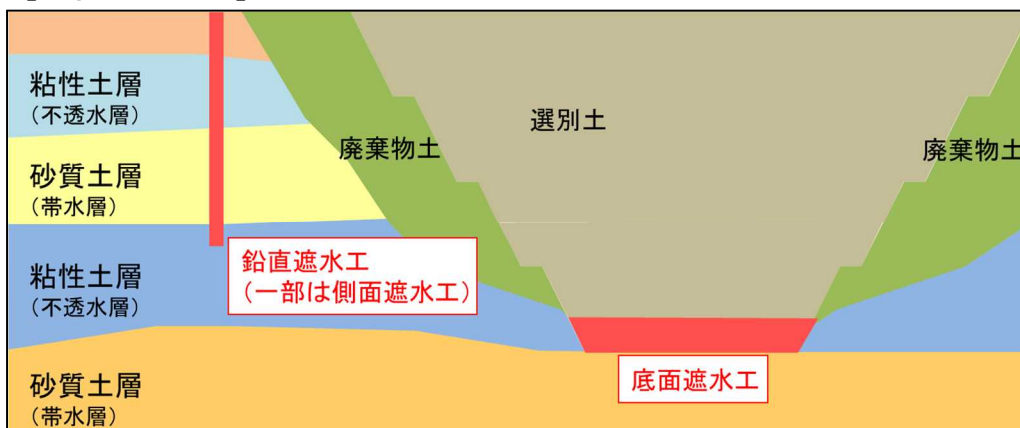 粘性土層
(不透水層)
砂質土層
(帯水層)
粘性土層
(不透水層)
砂質土層
(帯水層)
廃棄物土
選別土
廃棄物土
鉛直遮水工
(一部は側面遮水工)
底面遮水工